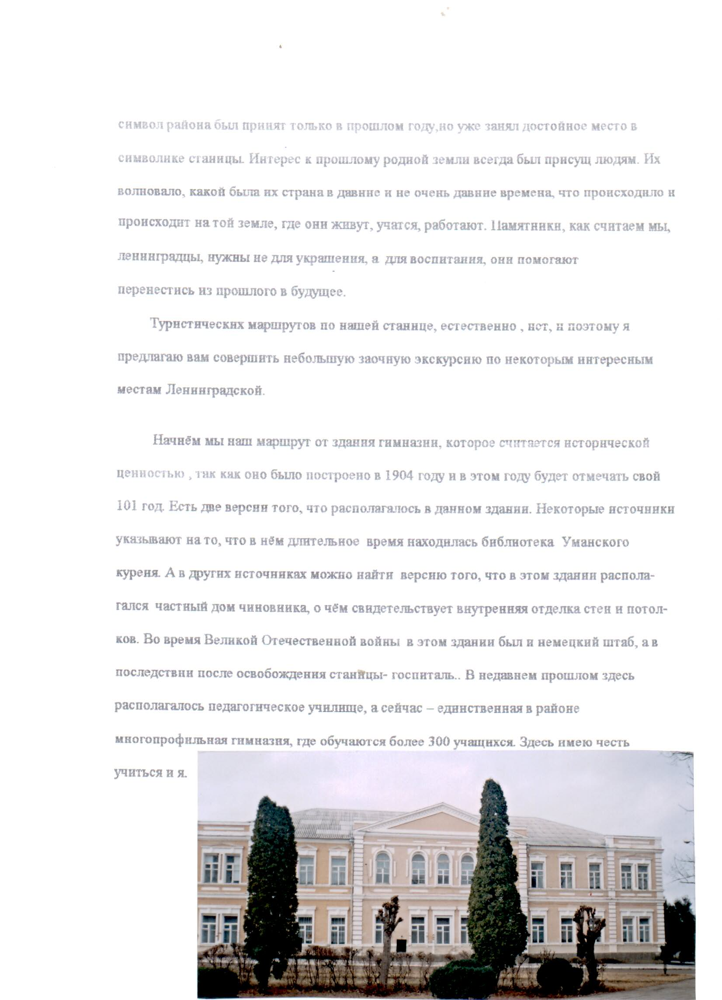 символ района был принят только в прошлом году,но уже занял достойное место в
символике станицы. Интерес к прошлому родной земли всегда был присущ людям. Их
волновало, какой была их страна в давние и не очень давние времена, что происходило и
происходит на той земле, где они живут, учатся, работают. Памятники, как считаем мы,
ленинградцы, нужны не для украшения, а для воспитания, они помогают
перенестись из прошлого в будущее.
Туристических маршрутов по нашей станице, естественно , нет, и поэтому я
предлагаю вам совершить небольшую заочную экскурсию по некоторым интересным
местам Ленинградской.
Начнём мы наш маршрут от здания гимназии, которое считается исторической
ценностью , так как оно было построено в 1904 году и в этом году будет отмечать свой
101 год. Есть две версии того, что располагалось в данном здании. Некоторые источники
указывают на то, что в нём длительное время находилась библиотека Уманского
куреня. А в других источниках можно найти версию того, что в этом здании распола-
гался частный дом чиновника, о чём свидетельствует внутренняя отделка стен и потол-
ков. Во время Великой Отечественной войны в этом здании был и немецкий штаб, а в
последствии после освобождения станицы- госпиталь.. В недавнем прошлом здесь
располагалось педагогическое училище, а сейчас – единственная в районе
многопрофильная гимназия, где обучаются более 300 учащихся. Здесь имею честь
учиться и я.